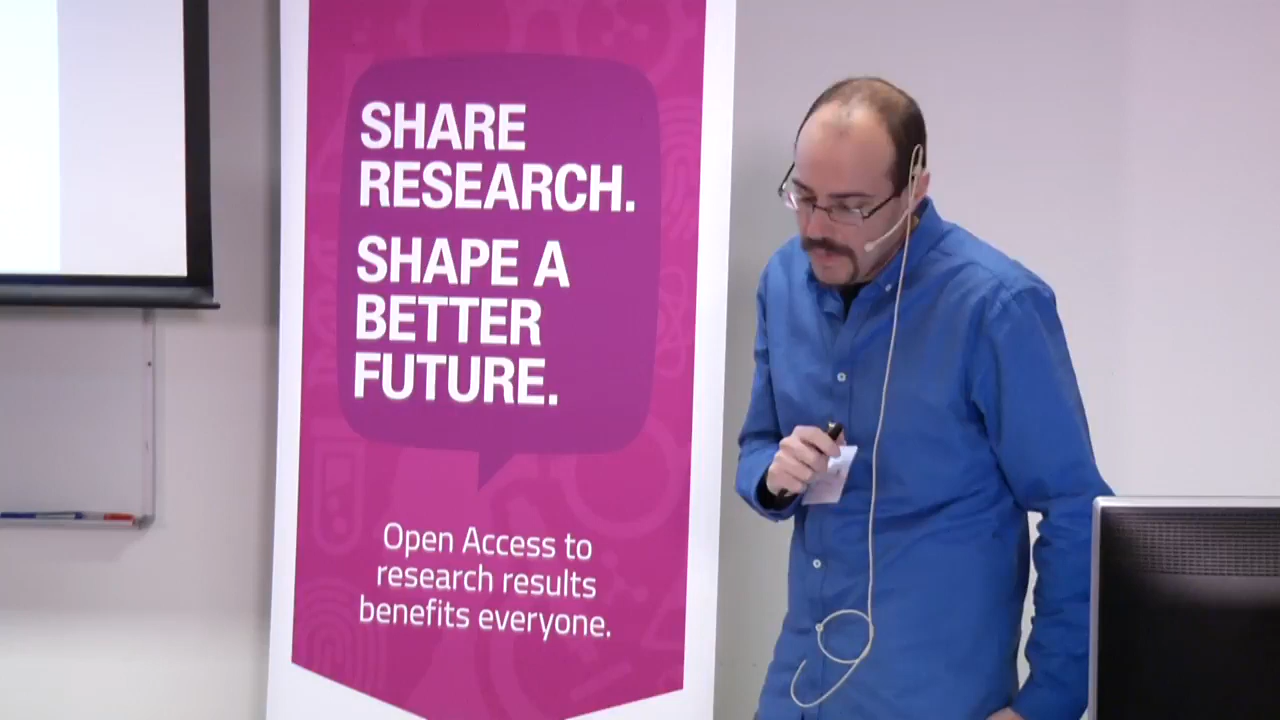 SHARE
RESEARCH.
SHAPE A
BETTER
FUTURE.
Open Access to
research results
benefits everyone.